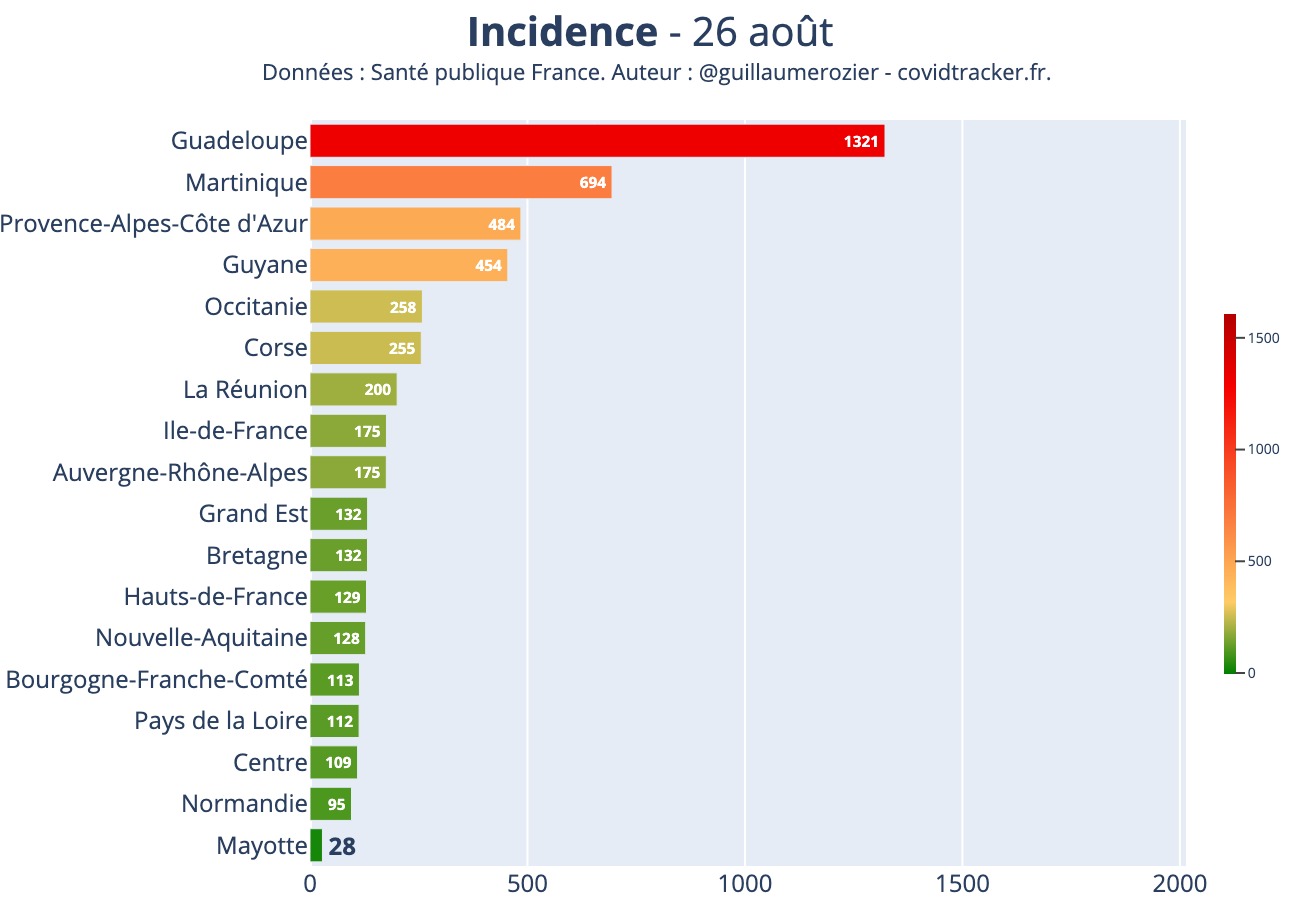 Incidence - 26 août
Données : Santé publique France. Auteur : @guillaumerozier - covidtracker.fr.
Guadeloupe 1321
Martinique 694
Provence-Alpes-Côte d'Azur 484
Guyane 454
Occitanie 258
Corse 255
La Réunion 200
Ile-de-France 175
Auvergne-Rhône-Alpes 175
Grand Est 132
Bretagne 132
Hauts-de-France 129
Nouvelle-Aquitaine 128
Bourgogne-Franche-Comté 113
Pays de la Loire 112
Centre 109
Normandie 95
Mayotte 28
0 500 1000 1500 2000
1500
1000
500
0